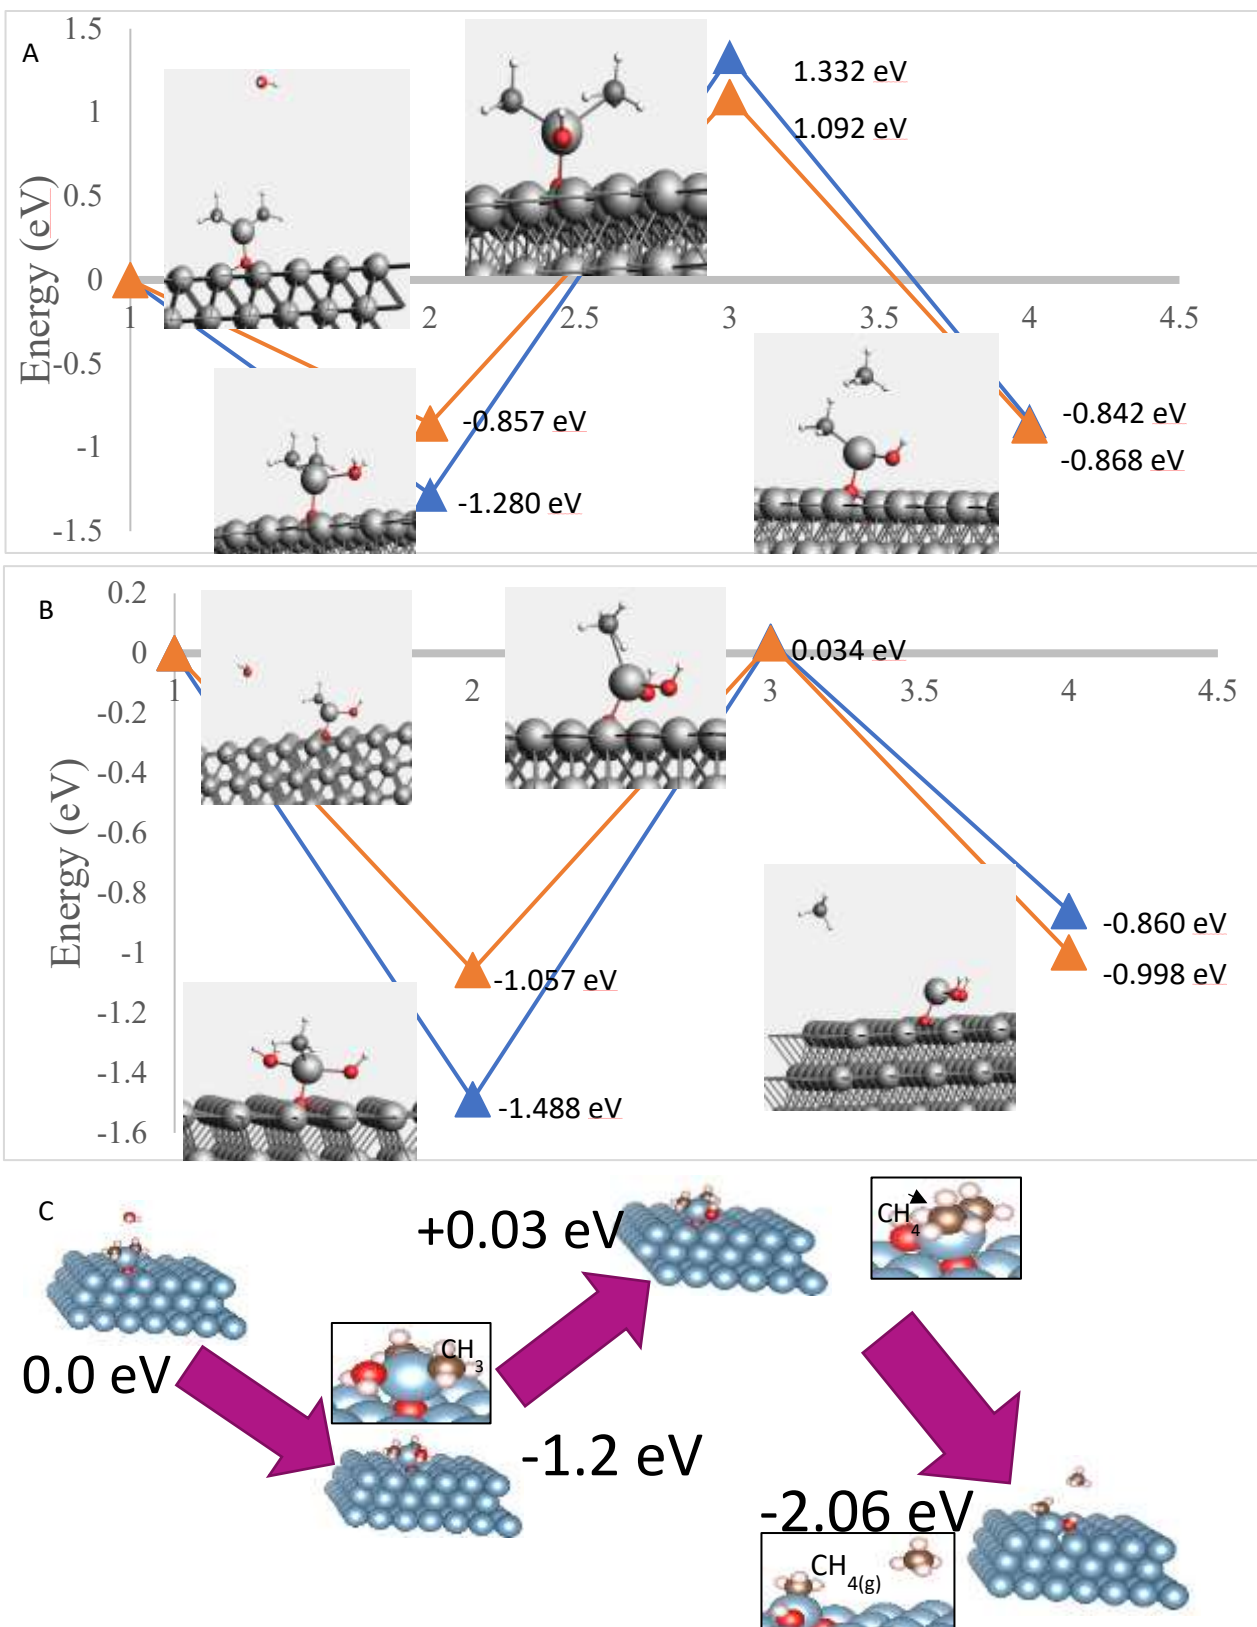 A
Energy (eV)
1.5
1
0.5
0
-0.5
-1
-1.5
1
2
2.5
3
3.5
4
4.5
1.332 eV
1.092 eV
-0.857 eV
-1.280 eV
-0.842 eV
-0.868 eV
B
Energy (eV)
0.2
0
-0.2
-0.4
-0.6
-0.8
-1
-1.2
-1.4
-1.6
1
2
3
3.5
4
4.5
0.034 eV
-1.057 eV
-1.488 eV
-0.860 eV
-0.998 eV
C
0.0 eV
CH3
-1.2 eV
+0.03 eV
CH4
-2.06 eV
CH4(g)